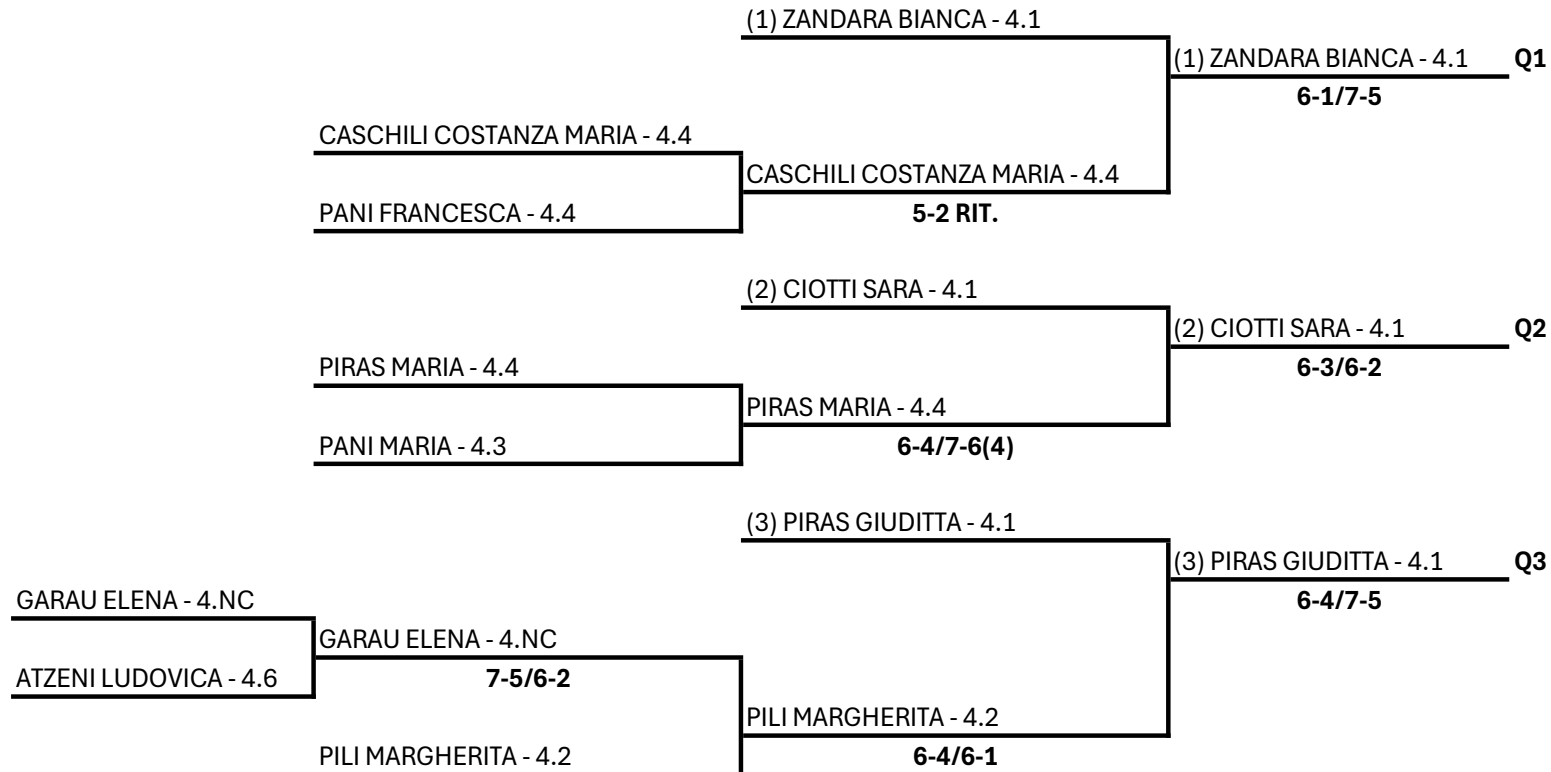 (1) ZANDARA BIANCA - 4.1
(1) ZANDARA BIANCA - 4.1 Q1
6-1/7-5
CASCHILI COSTANZA MARIA - 4.4
CASCHILI COSTANZA MARIA - 4.4
PANI FRANCESCA - 4.4
5-2 RIT.
(2) CIOTTI SARA - 4.1
(2) CIOTTI SARA - 4.1 Q2
PIRAS MARIA - 4.4
6-3/6-2
PIRAS MARIA - 4.4
PANI MARIA - 4.3
6-4/7-6(4)
(3) PIRAS GIUDITTA - 4.1
(3) PIRAS GIUDITTA - 4.1 Q3
GARAU ELENA - 4.NC
6-4/7-5
GARAU ELENA - 4.NC
ATZENI LUDOVICA - 4.6
7-5/6-2
PILI MARGHERITA - 4.2
PILI MARGHERITA - 4.2
6-4/6-1